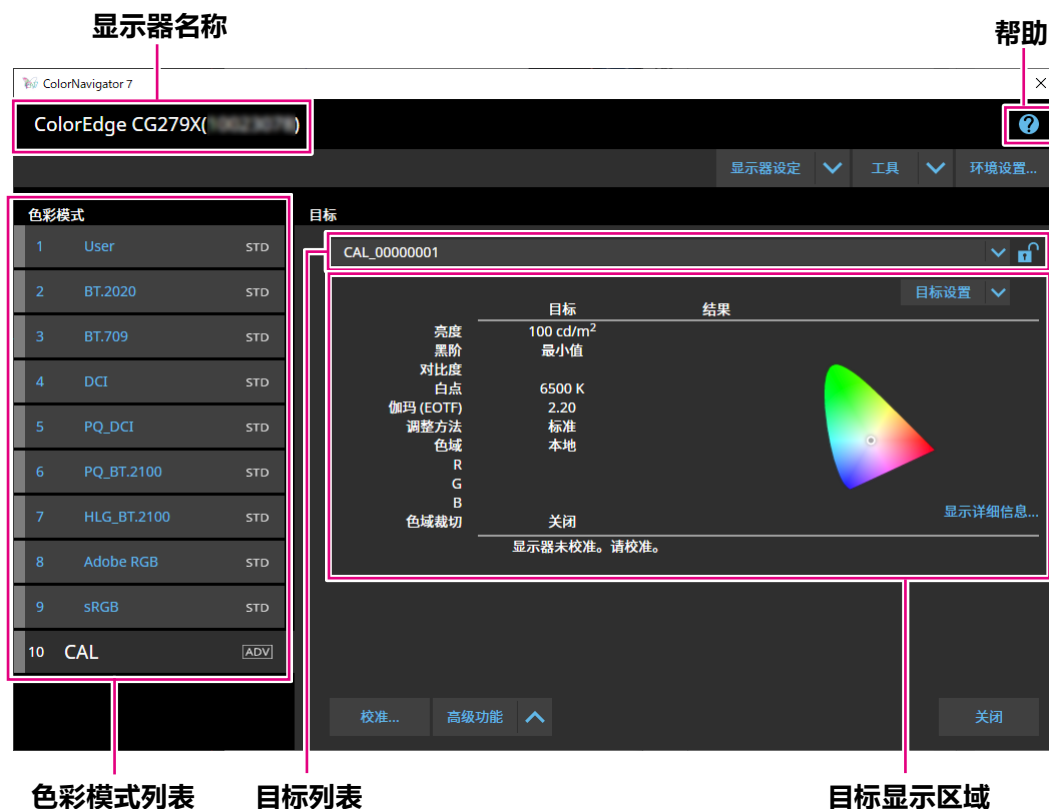 显示器名称
帮助
ColorNavigator 7
ColorEdge CG279X( )
显示器设定 工具 环境设置...
色彩模式
目标
1 User STD
2 BT.2020 STD
3 BT.709 STD
4 DCI STD
5 PQ_DCI STD
6 PQ_BT.2100 STD
7 HLG_BT.2100 STD
8 Adobe RGB STD
9 sRGB STD
10 CAL ADV
CAL_00000001
目标设置
目标 结果
亮度 100 cd/m²
黑阶 最小值
对比度
白点 6500 K
伽玛 (EOTF) 2.20
调整方法 标准
色域 本地
R
G
B
色域裁切 关闭
显示详细信息...
显示器未校准。请校准。
校准... 高级功能 关闭
色彩模式列表 目标列表 目标显示区域